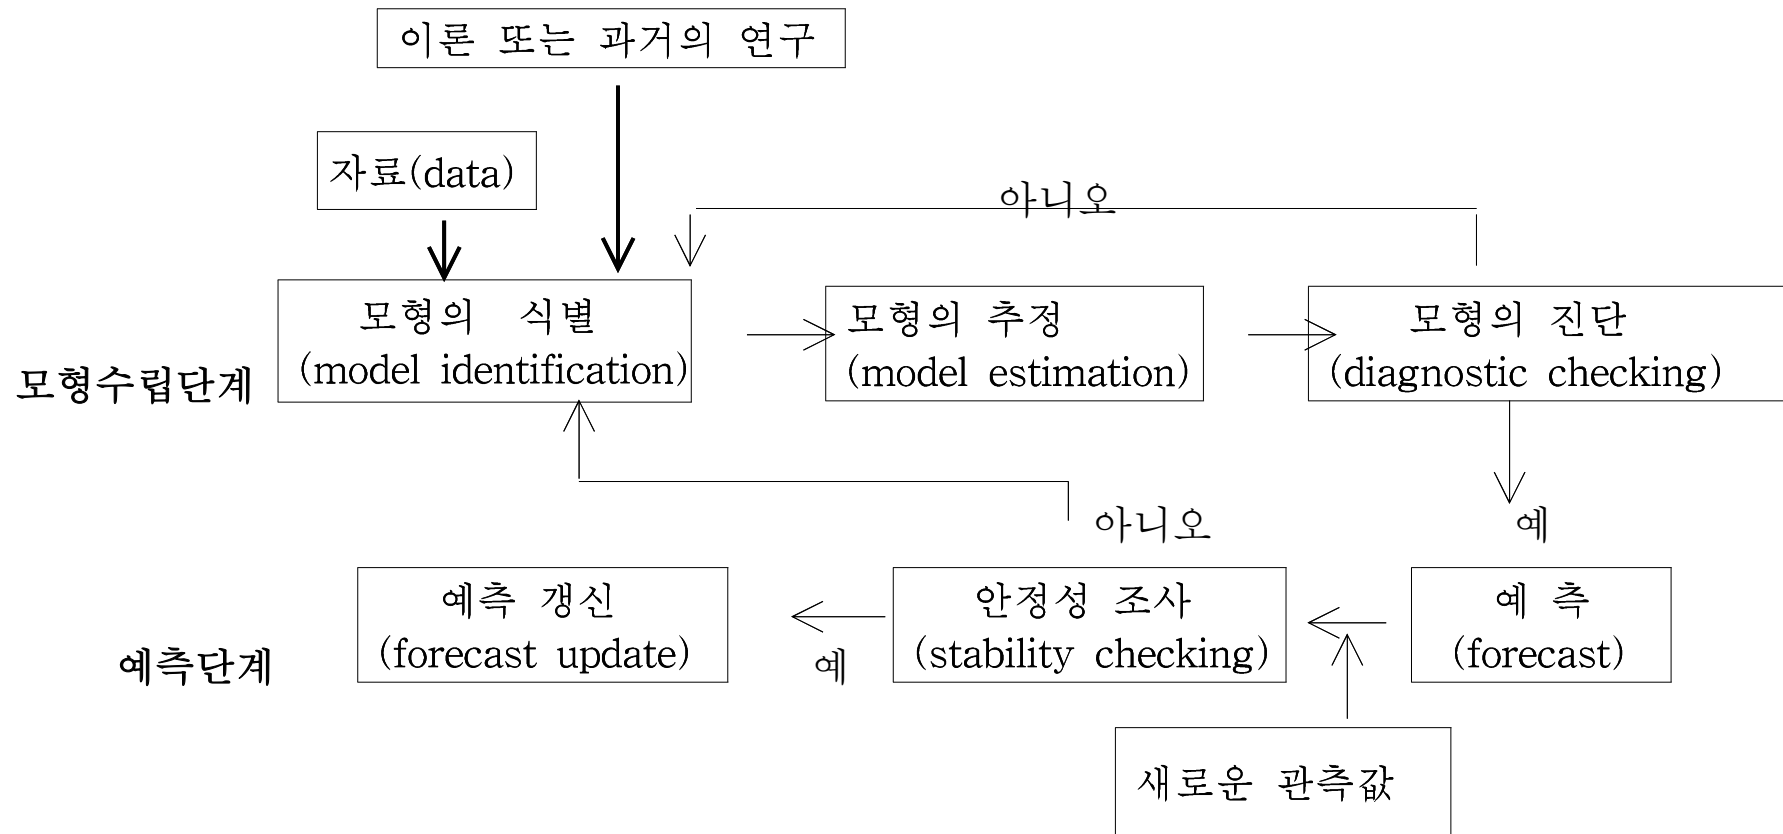 이론 또는 과거의 연구
자료(data)
아니오
모형수립단계
모형의 식별
(model identification)
모형의 추정
(model estimation)
모형의 진단
(diagnostic checking)
아니오
예
예측단계
예측 갱신
(forecast update)
예
안정성 조사
(stability checking)
예 측
(forecast)
새로운 관측값